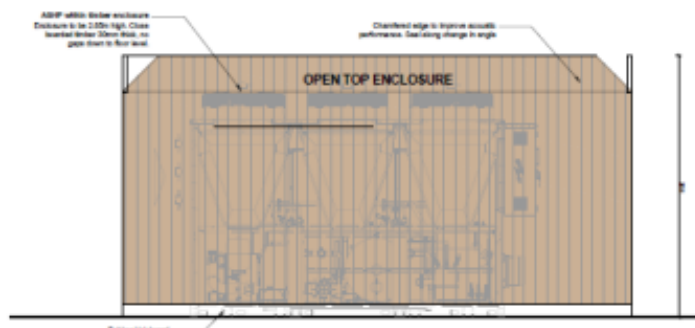 ASHP within timber enclosure
Enclosure to be 2.85m high. Close
boarded timber 30mm thick, no
gaps down to floor level.
Chamfered edge to improve acoustic
performance. Seal along change in angle
OPEN TOP ENCLOSURE